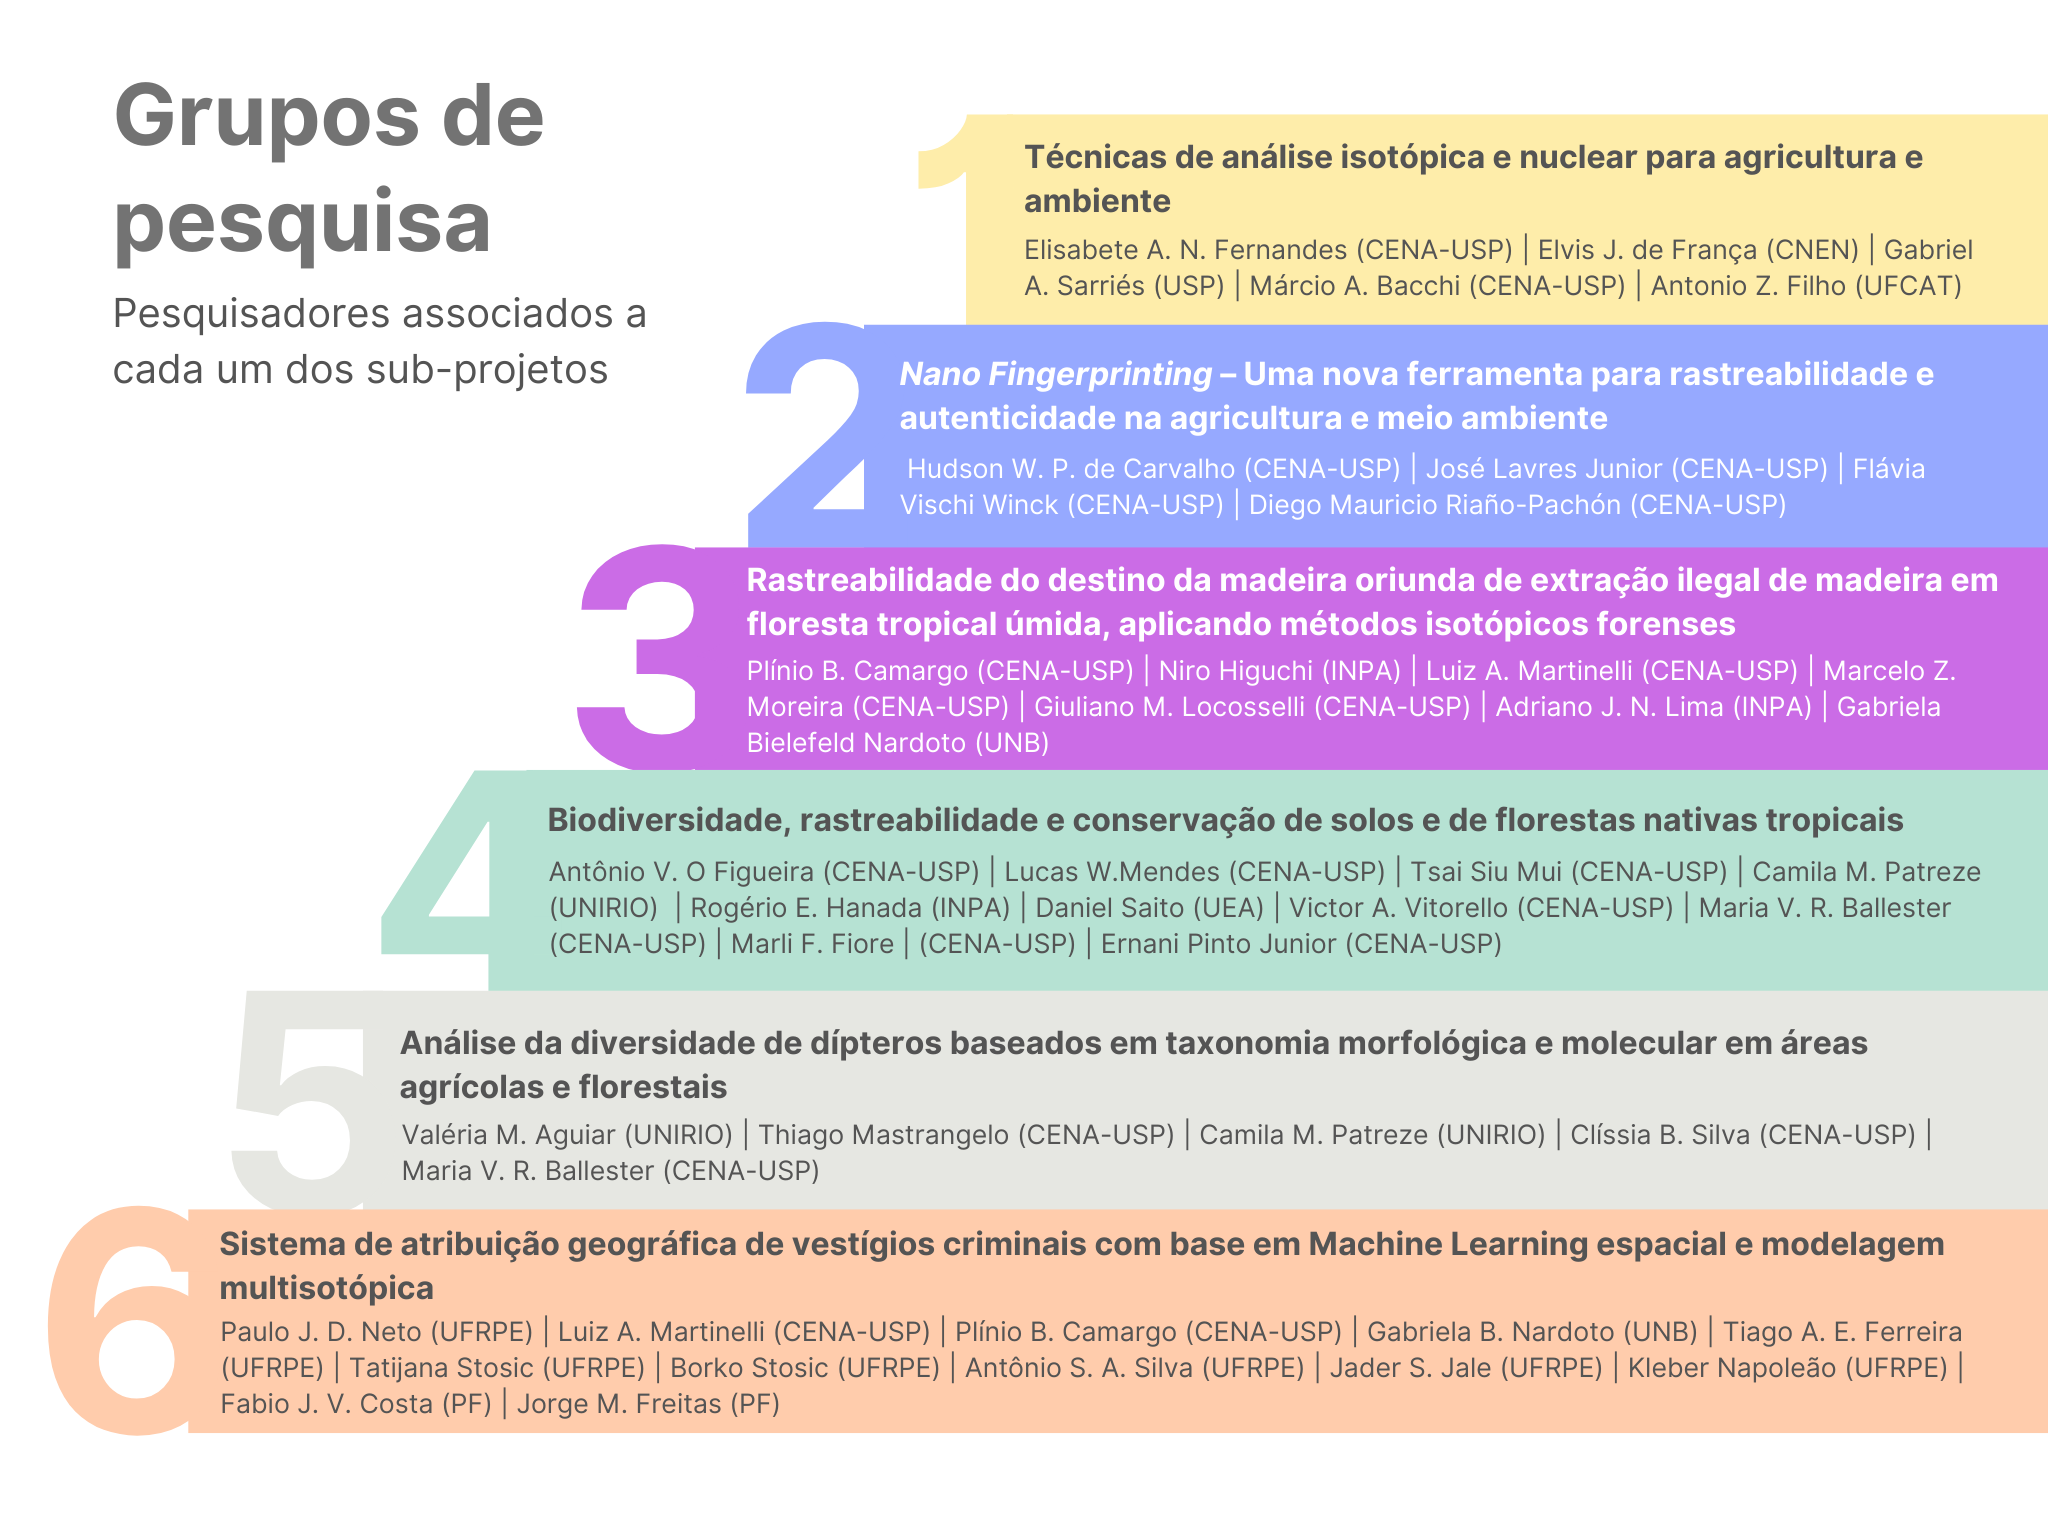 Grupos de
pesquisa
Pesquisadores associados a
cada um dos sub-projetos
1
Técnicas de análise isotópica e nuclear para agricultura e
ambiente
Elisabete A. N. Fernandes (CENA-USP) | Elvis J. de França (CNEN) | Gabriel
A. Sarriés (USP) | Márcio A. Bacchi (CENA-USP) | Antonio Z. Filho (UFCAT)
2
Nano Fingerprinting – Uma nova ferramenta para rastreabilidade e
autenticidade na agricultura e meio ambiente
Hudson W. P. de Carvalho (CENA-USP) | José Lavres Junior (CENA-USP) | Flávia
Vischi Winck (CENA-USP) | Diego Mauricio Riaño-Pachón (CENA-USP)
3
Rastreabilidade do destino da madeira oriunda de extração ilegal de madeira em
floresta tropical úmida, aplicando métodos isotópicos forenses
Plínio B. Camargo (CENA-USP) | Niro Higuchi (INPA) | Luiz A. Martinelli (CENA-USP) | Marcelo Z.
Moreira (CENA-USP) | Giuliano M. Locosselli (CENA-USP) | Adriano J. N. Lima (INPA) | Gabriela
Bielefeld Nardoto (UNB)
4
Biodiversidade, rastreabilidade e conservação de solos e de florestas nativas tropicais
Antônio V. O Figueira (CENA-USP) | Lucas W.Mendes (CENA-USP) | Tsai Siu Mui (CENA-USP) | Camila M. Patreze
(UNIRIO) | Rogério E. Hanada (INPA) | Daniel Saito (UEA) | Victor A. Vitorello (CENA-USP) | Maria V. R. Ballester
(CENA-USP) | Marli F. Fiore | (CENA-USP) | Ernani Pinto Junior (CENA-USP)
5
Análise da diversidade de dípteros baseados em taxonomia morfológica e molecular em áreas
agrícolas e florestais
Valéria M. Aguiar (UNIRIO) | Thiago Mastrangelo (CENA-USP) | Camila M. Patreze (UNIRIO) | Clíssia B. Silva (CENA-USP) |
Maria V. R. Ballester (CENA-USP)
6
Sistema de atribuição geográfica de vestígios criminais com base em Machine Learning espacial e modelagem
multisotópica
Paulo J. D. Neto (UFRPE) | Luiz A. Martinelli (CENA-USP) | Plínio B. Camargo (CENA-USP) | Gabriela B. Nardoto (UNB) | Tiago A. E. Ferreira
(UFRPE) | Tatijana Stosic (UFRPE) | Borko Stosic (UFRPE) | Antônio S. A. Silva (UFRPE) | Jader S. Jale (UFRPE) | Kleber Napoleão (UFRPE) |
Fabio J. V. Costa (PF) | Jorge M. Freitas (PF)